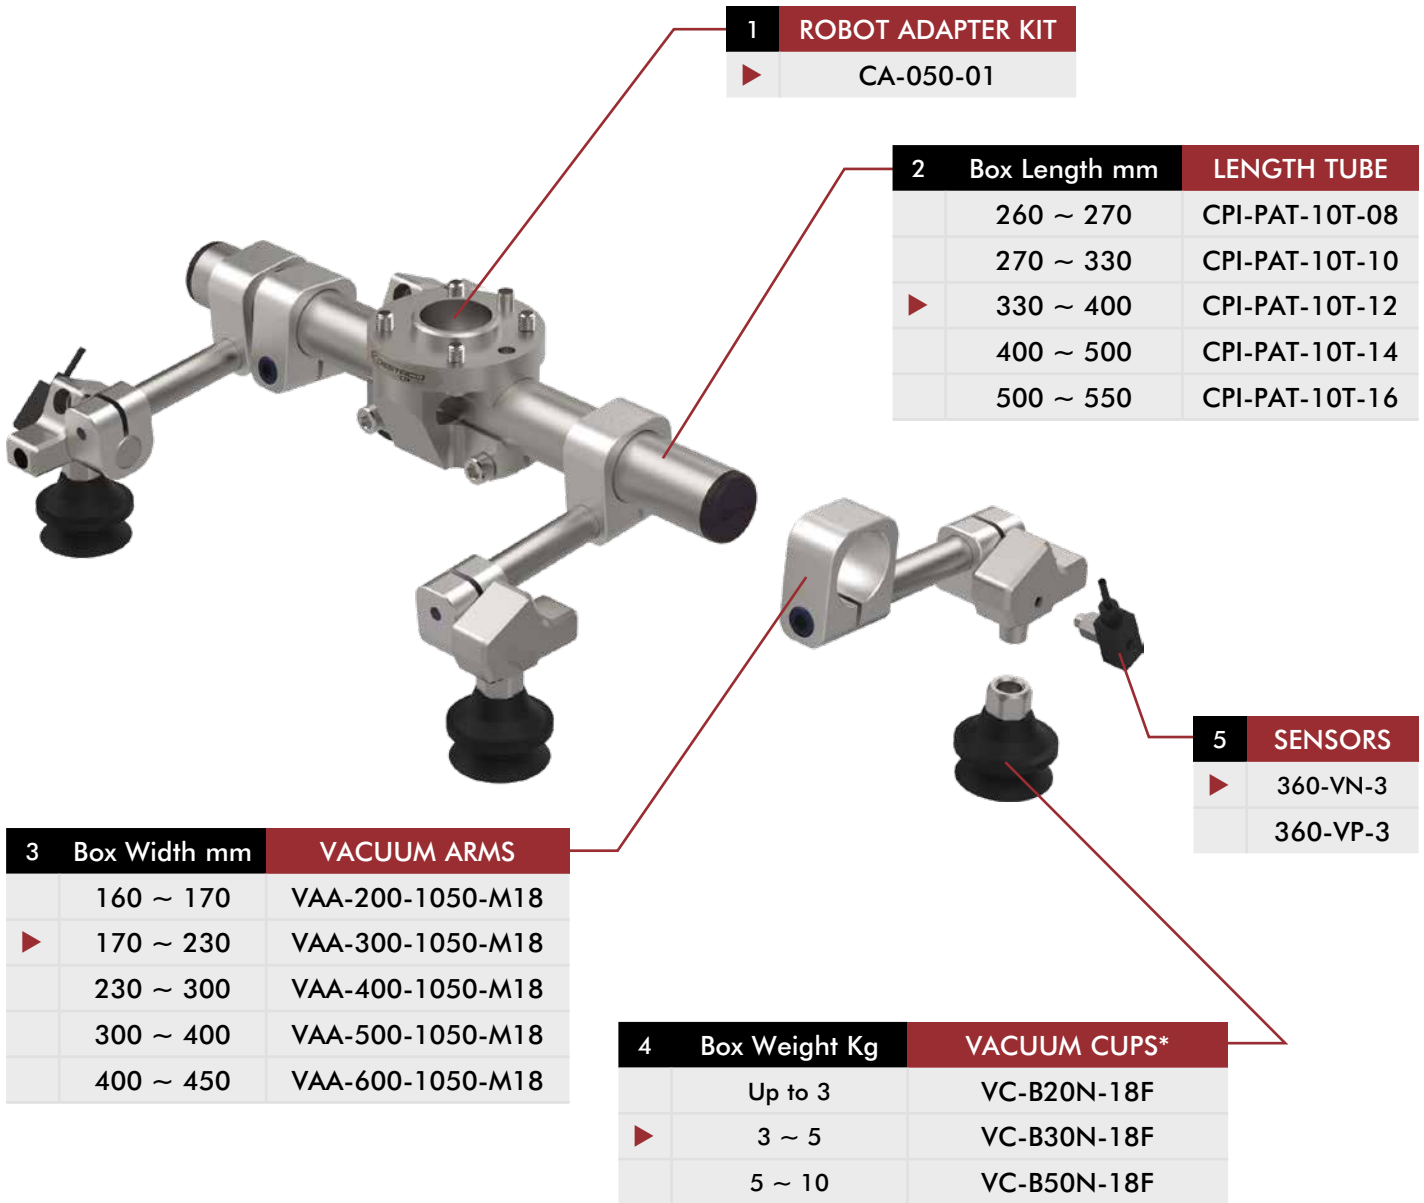 1 ROBOT ADAPTER KIT
CA-050-01
2 Box Length mm LENGTH TUBE
260 ~ 270 CPI-PAT-10T-08
270 ~ 330 CPI-PAT-10T-10
330 ~ 400 CPI-PAT-10T-12
400 ~ 500 CPI-PAT-10T-14
500 ~ 550 CPI-PAT-10T-16
DESTACO
5 SENSORS
360-VN-3
360-VP-3
3 Box Width mm VACUUM ARMS
160 ~ 170 VAA-200-1050-M18
170 ~ 230 VAA-300-1050-M18
230 ~ 300 VAA-400-1050-M18
300 ~ 400 VAA-500-1050-M18
400 ~ 450 VAA-600-1050-M18
4 Box Weight Kg VACUUM CUPS*
Up to 3 VC-B20N-18F
3 ~ 5 VC-B30N-18F
5 ~ 10 VC-B50N-18F